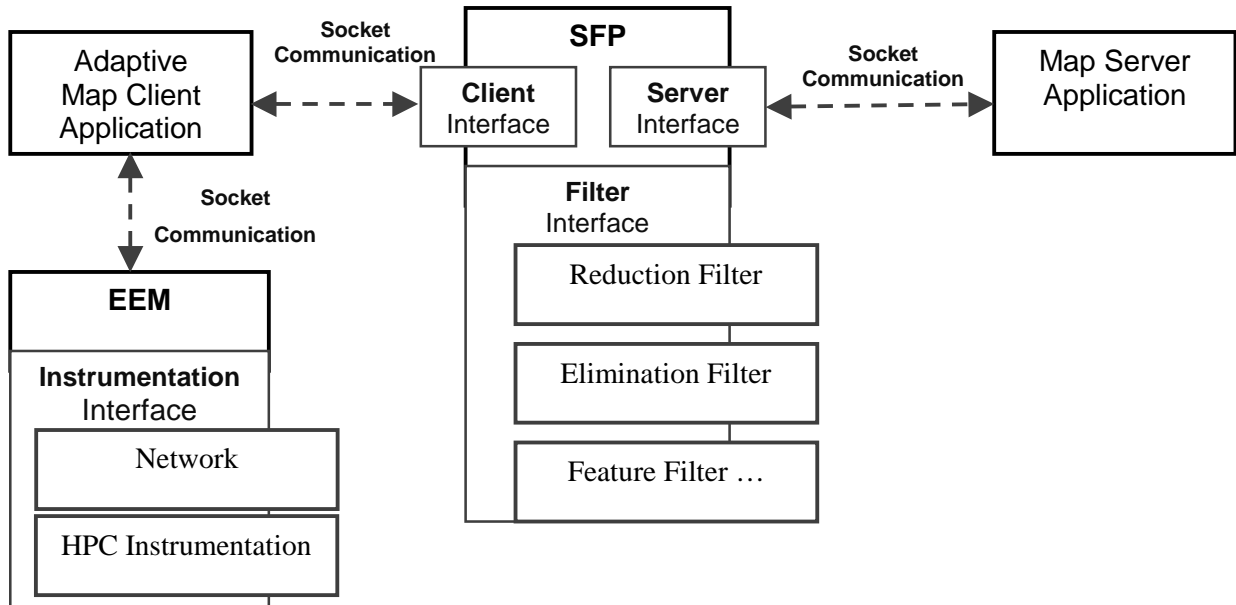 Adaptive
Map Client
Application
Socket
Communication
SFP
Client
Interface
Server
Interface
Socket
Communication
Map Server
Application
Socket
Communication
Filter
Interface
Reduction Filter
Elimination Filter
Feature Filter …
EEM
Instrumentation
Interface
Network
HPC Instrumentation